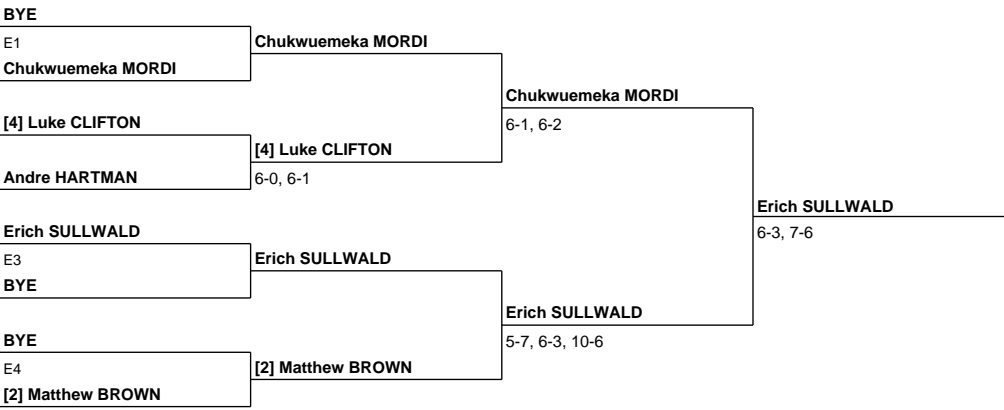 BYE
E1
Chukwuemeka MORDI
[4] Luke CLIFTON
Andre HARTMAN
Erich SULLWALD
E3
BYE
BYE
E4
[2] Matthew BROWN
Chukwuemeka MORDI
[4] Luke CLIFTON
6-0, 6-1
Erich SULLWALD
[2] Matthew BROWN
Chukwuemeka MORDI
6-1, 6-2
Erich SULLWALD
5-7, 6-3, 10-6
Erich SULLWALD
6-3, 7-6